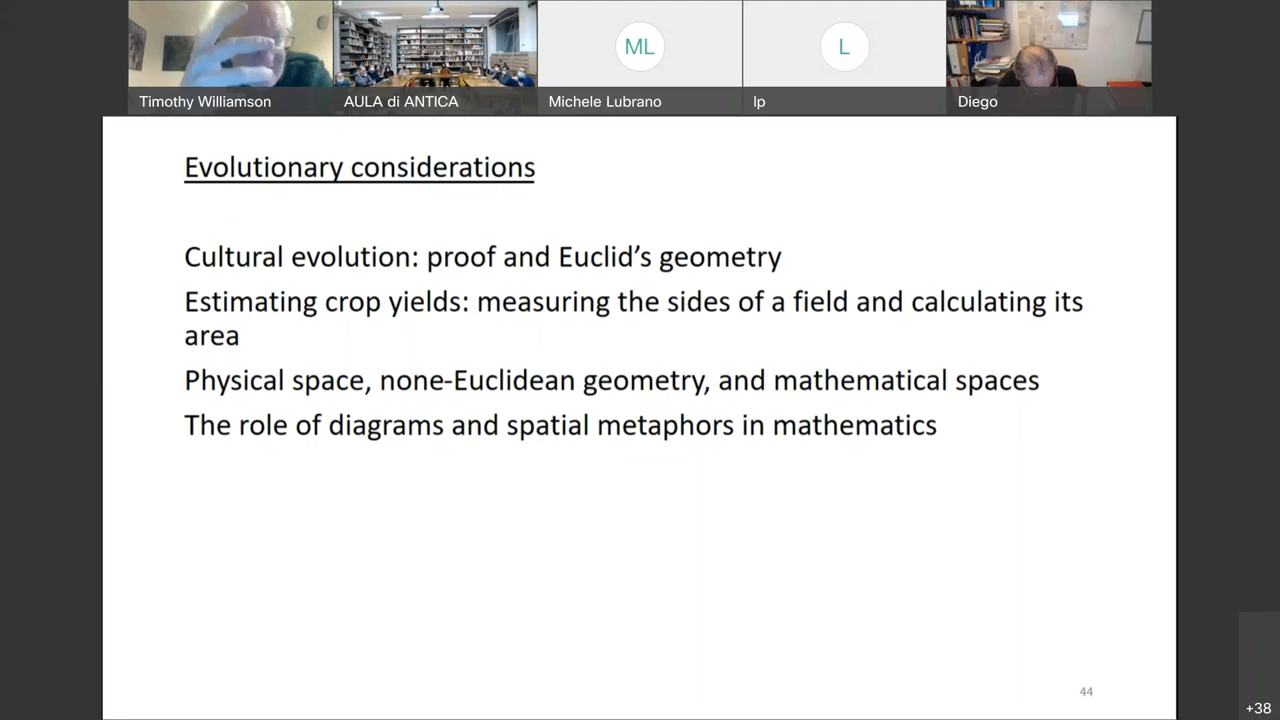 ML
L
Timothy Williamson
AULA di ANTICA
Michele Lubrano
lp
Diego
Evolutionary considerations
Cultural evolution: proof and Euclid’s geometry
Estimating crop yields: measuring the sides of a field and calculating its
area
Physical space, none-Euclidean geometry, and mathematical spaces
The role of diagrams and spatial metaphors in mathematics
44
+38